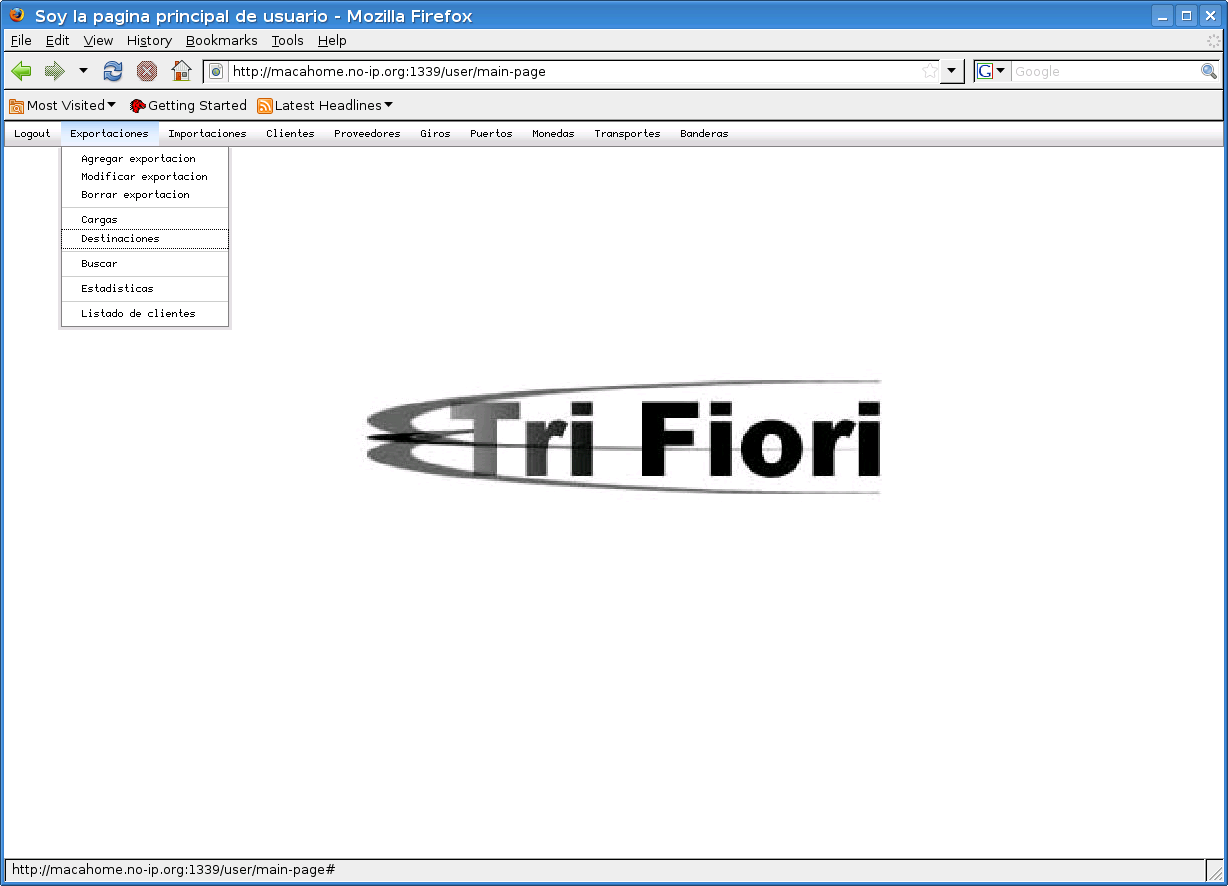 Soy la pagina principal de usuario - Mozilla Firefox
File Edit View History Bookmarks Tools Help
http://macahome.no-ip.org:1339/user/main-page G Google
Most Visited Getting Started Latest Headlines
Logout Exportaciones Importaciones Clientes Proveedores Giros Puertos Monedas Transportes Banderas
Agregar exportacion
Modificar exportacion
Borrar exportacion
Cargas
Destinaciones
Buscar
Estadisticas
Listado de clientes
Tri Fiori
http://macahome.no-ip.org:1339/user/main-page#